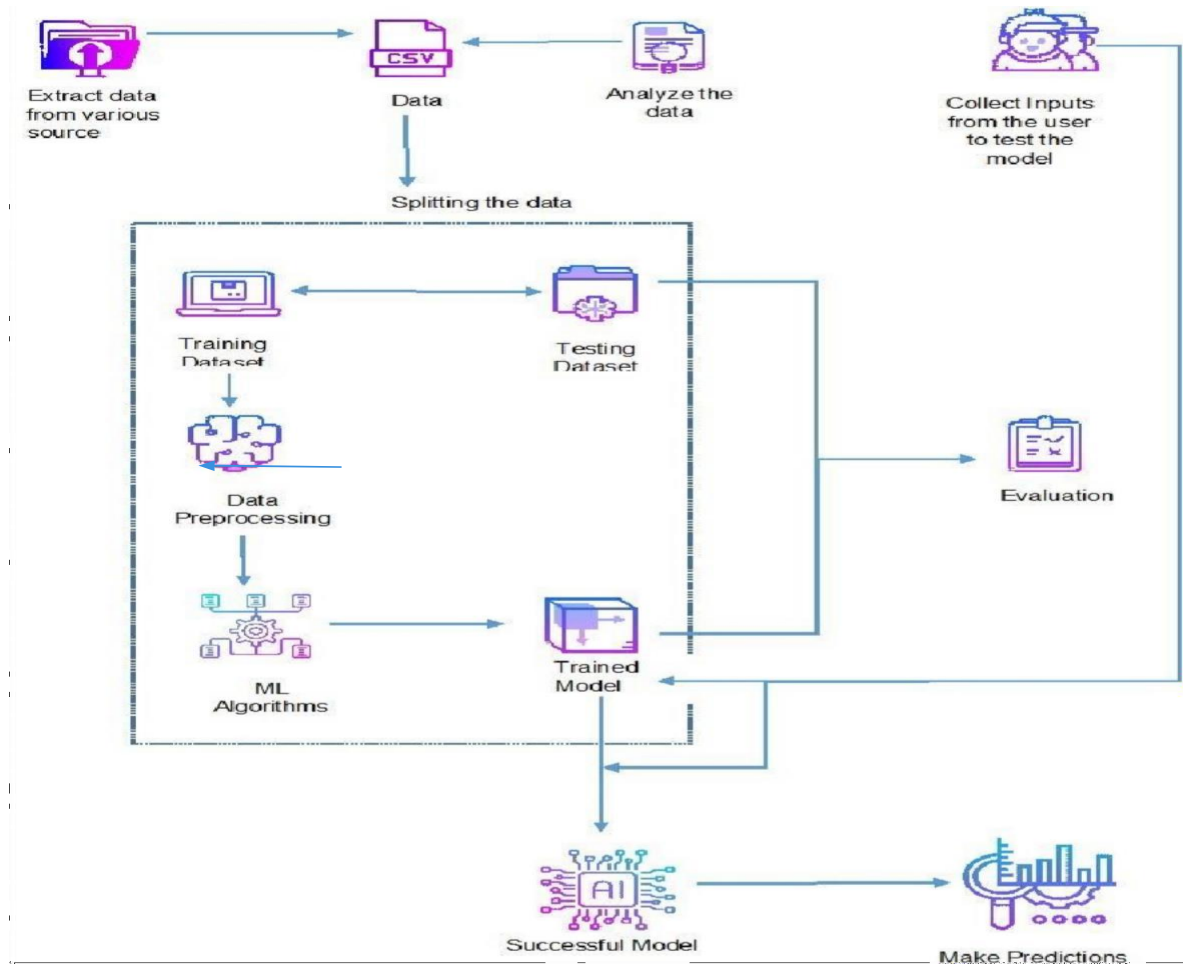 Extract data
from various
source
CSV
Data
Analyze the
data
Collect Inputs
from the user
to test the
model
Splitting the data
Training
Dataset
Testing
Dataset
Data
Preprocessing
Evaluation
ML
Algorithms
Trained
Model
AI
Successful Model
Make Predictions